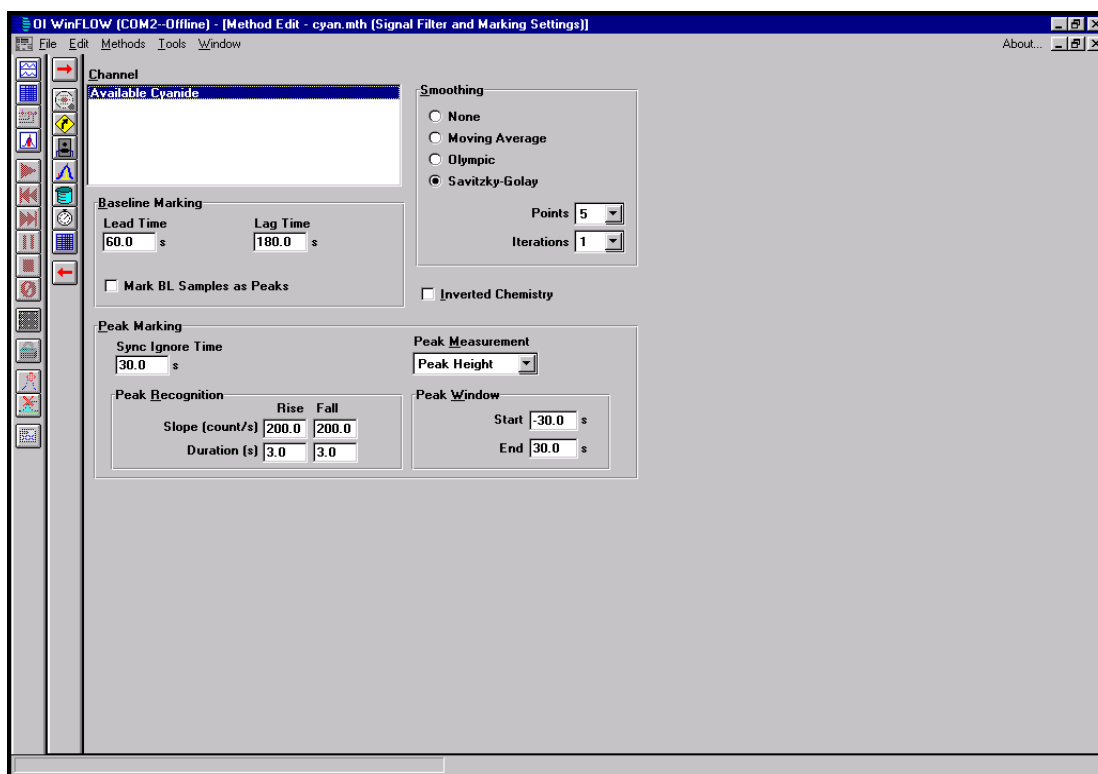 OI WinFLOW (COM2--Offline) - [Method Edit - cyan.mth (Signal Filter and Marking Settings)]
File Edit Methods Tools Window About...
Channel
Available Cyanide
Smoothing
None
Moving Average
Olympic
Savitzky-Golay
Points 5
Iterations 1
Baseline Marking
Lead Time Lag Time
60.0 s 180.0 s
Mark BL Samples as Peaks
Inverted Chemistry
Peak Marking
Sync Ignore Time
30.0 s
Peak Measurement
Peak Height
Peak Recognition
Rise Fall
Slope (count/s) 200.0 200.0
Duration (s) 3.0 3.0
Peak Window
Start -30.0 s
End 30.0 s